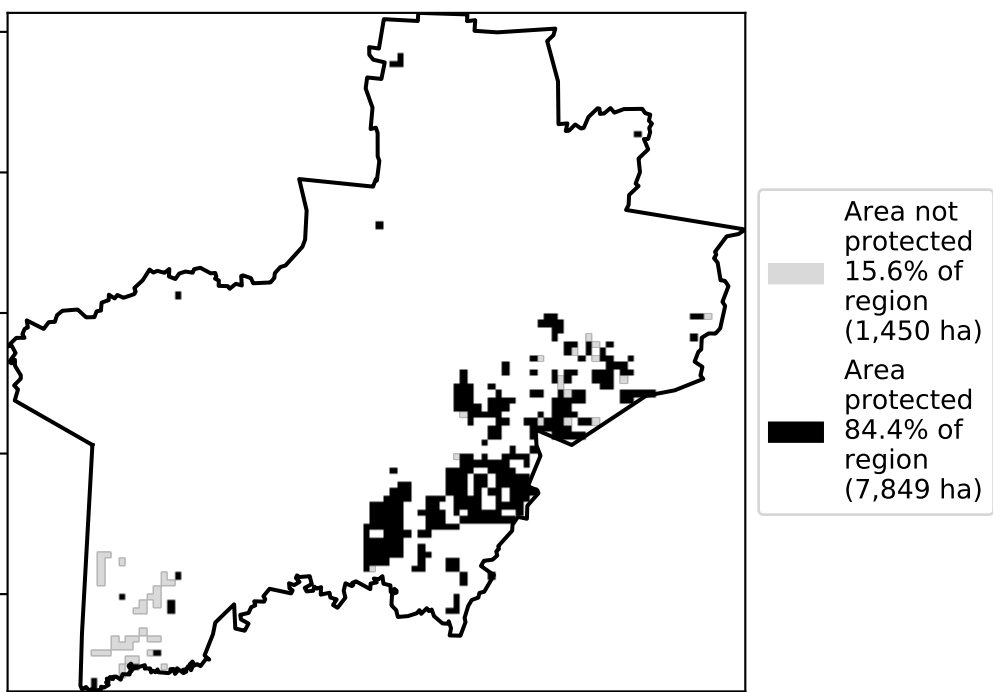 Area not
protected
15.6% of
region
(1,450 ha)
Area
protected
84.4% of
region
(7,849 ha)